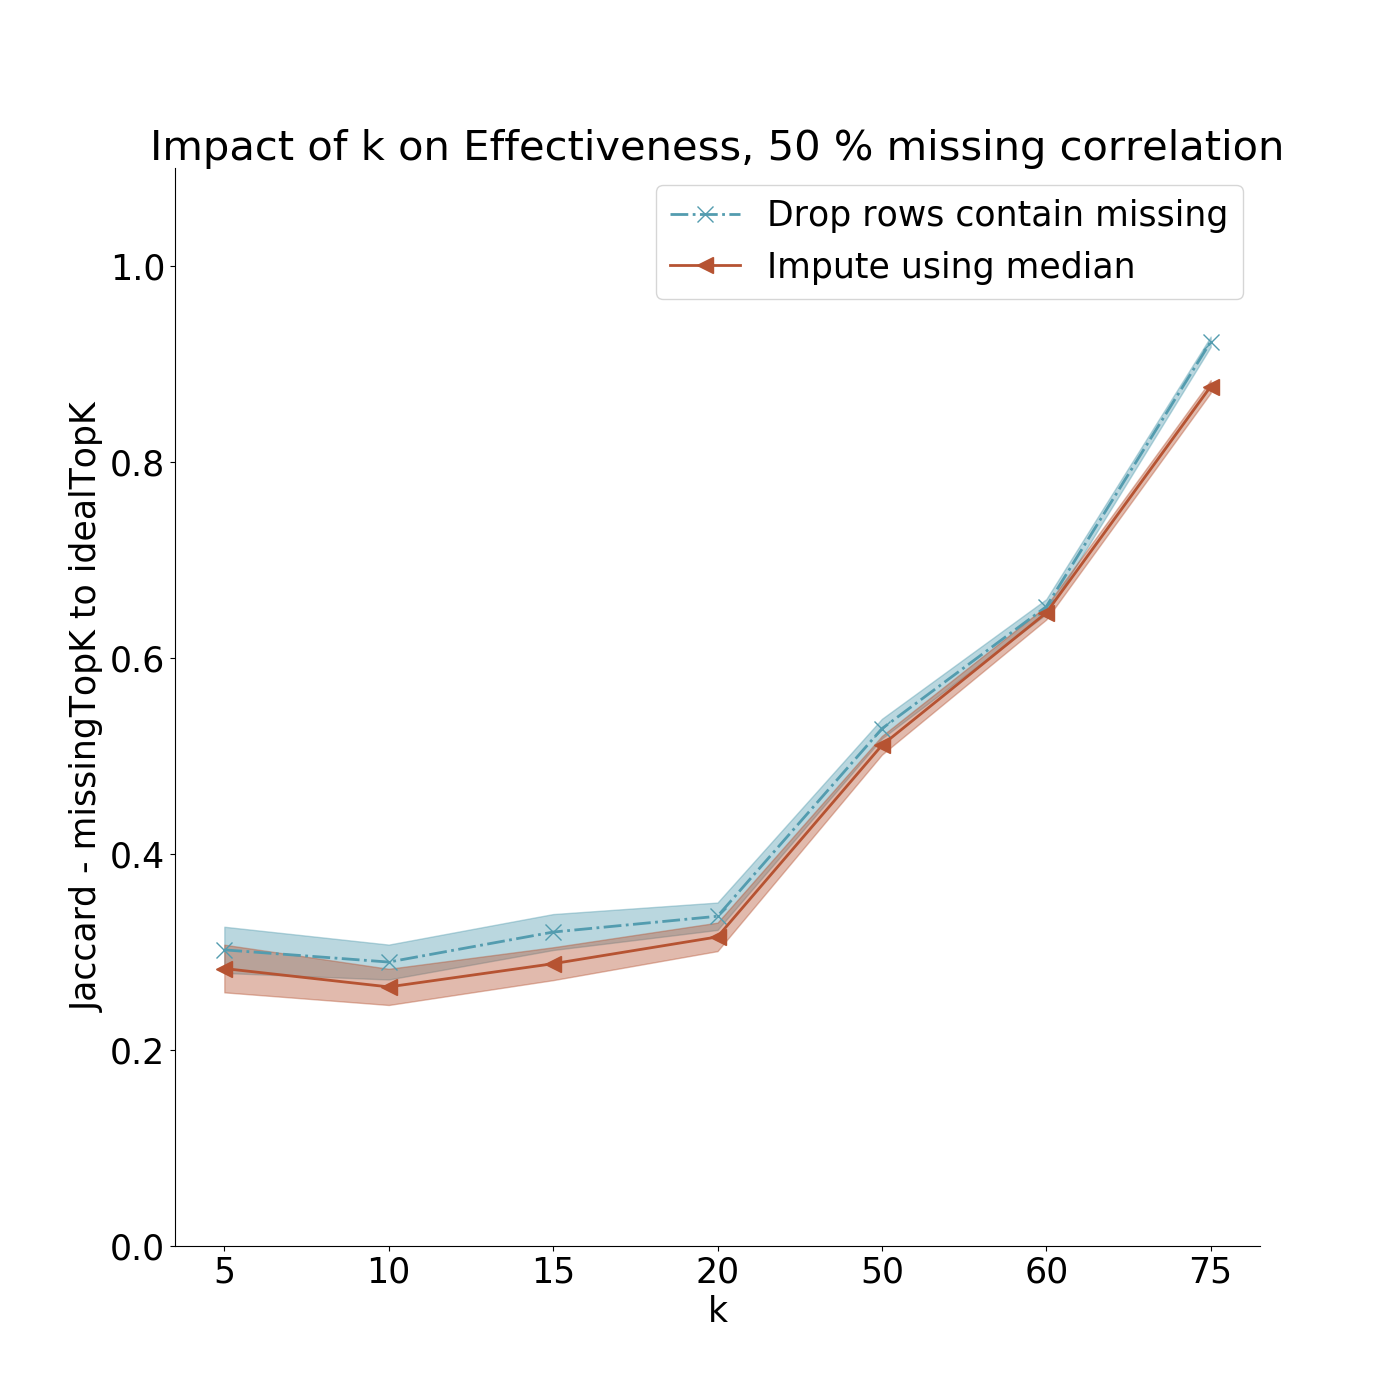 Impact of k on Effectiveness, 50 % missing correlation
Drop rows contain missing
Impute using median
Jaccard - missingTopK to idealTopK
1.0
0.8
0.6
0.4
0.2
0.0
5 10 15 20 50 60 75
k